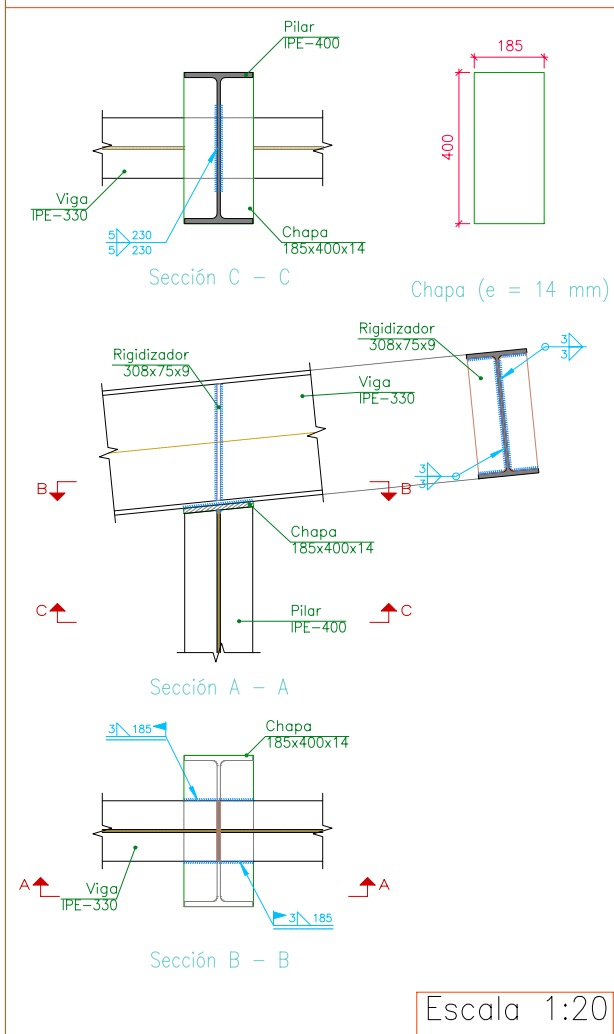 Pilar
IPE-400
185
400
Viga
IPE-330
5 230
5 230
Chapa
185x400x14
Sección C - C
Chapa (e = 14 mm)
Rigidizador
308x75x9
Rigidizador
308x75x9
3
3
Viga
IPE-330
3
3
B
B
Chapa
185x400x14
C
C
Pilar
IPE-400
Sección A - A
3 185
Chapa
185x400x14
A
A
Viga
IPE-330
3 185
Sección B - B
Escala 1:20